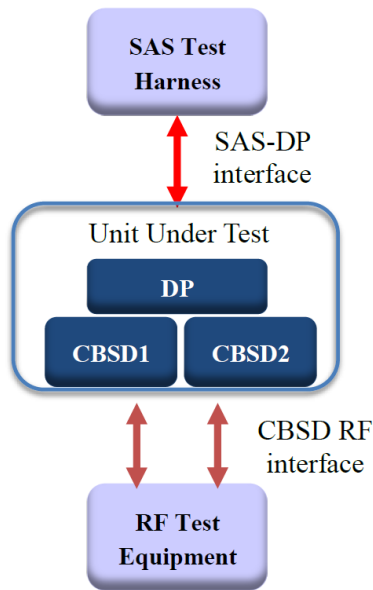 SAS Test
Harness
SAS-DP
interface
Unit Under Test
DP
CBSD1
CBSD2
CBSD RF
interface
RF Test
Equipment